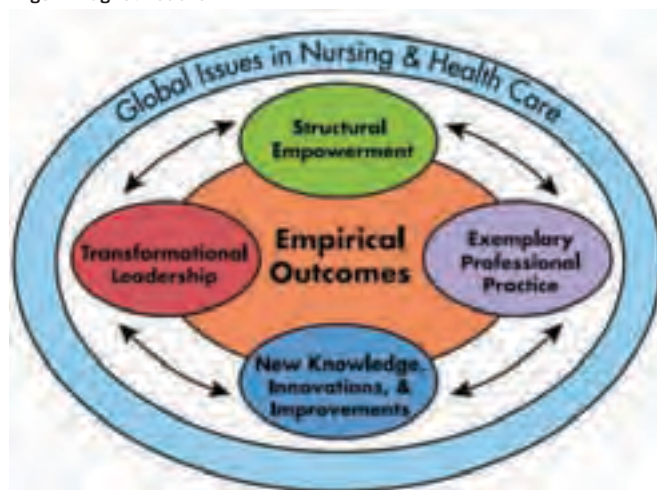 Global Issues in Nursing & Health Care
Structural
Empowerment
Transformational
Leadership
Empirical
Outcomes
Exemplary
Professional
Practice
New Knowledge,
Innovations, &
Improvements